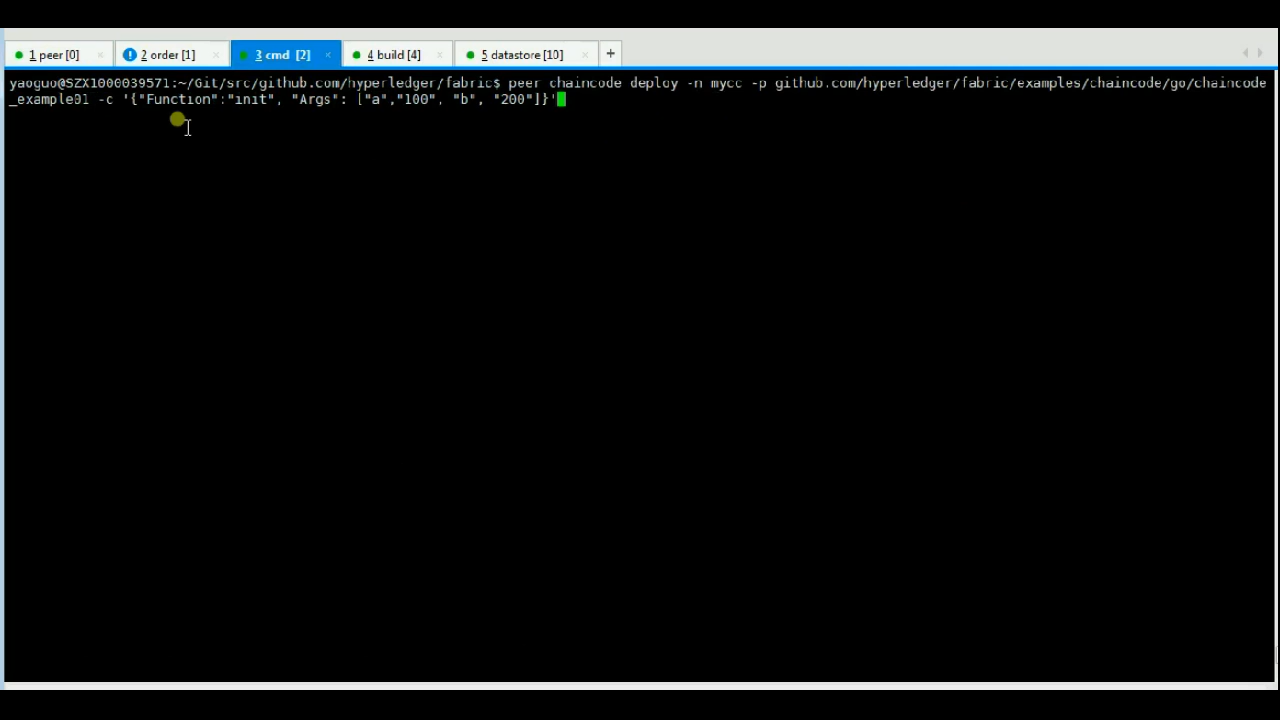 1 peer [0] × 2 order [1] × 3 cmd [2] × 4 build [4] × 5 datastore [10] × +
yaoguo@SZX1000039571:~/Git/src/github.com/hyperledger/fabric$ peer chaincode deploy -n mycc -p github.com/hyperledger/fabric/examples/chaincode/go/chaincode
_example01 -c '{"Function":"init", "Args": ["a","100", "b", "200"]}'